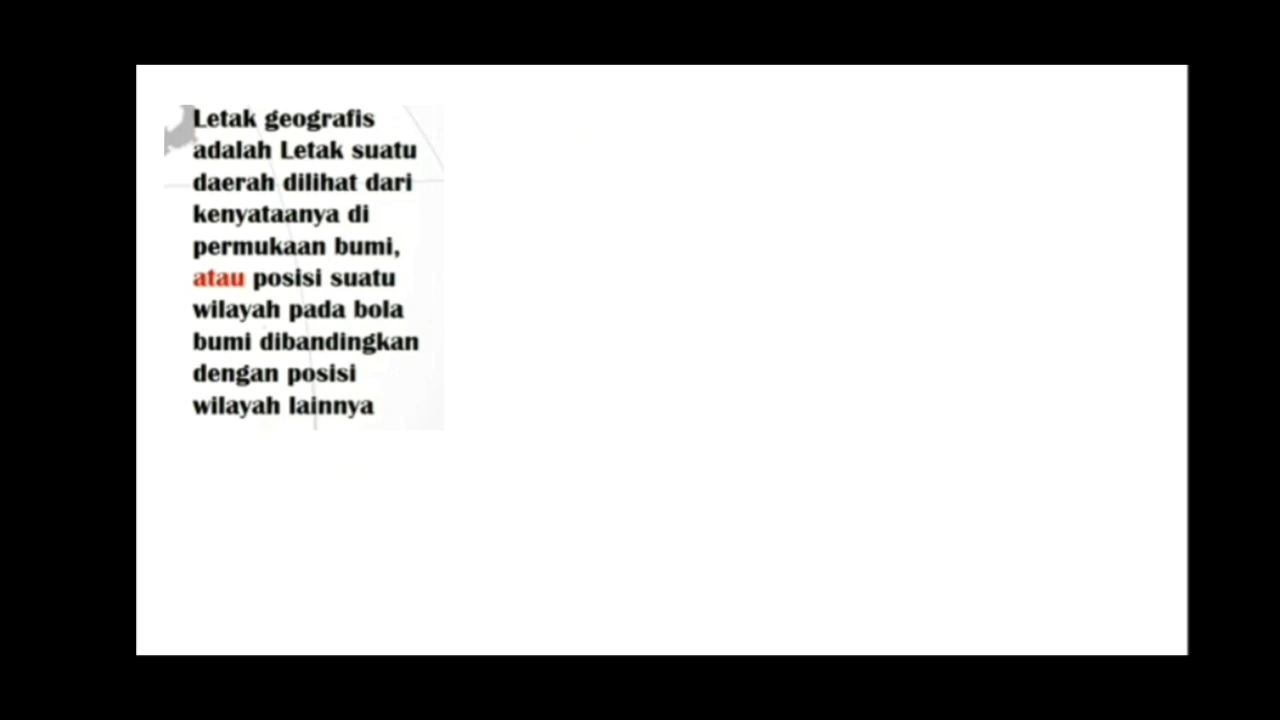 Letak geografis
adalah Letak suatu
daerah dilihat dari
kenyataanya di
permukaan bumi,
atau posisi suatu
wilayah pada bola
bumi dibandingkan
dengan posisi
wilayah lainnya